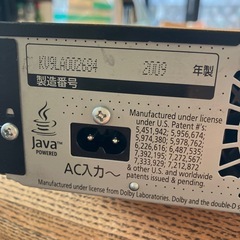 KV9LA002684 2009 年製
製造番号
Java
POWERED
AC入力～
Manufactured under license
from under U.S. Patent #'s:
5,451,942; 5,956,674;
5,974,380; 5,978,762;
6,226,616; 6,487,535;
7,392,195; 7,272,567;
7,333,929; 7,212,872
& other U.S. and worldwide
patents issued & pending.
Manufactured under license from Dolby Laboratories. Dolby and the double-D s